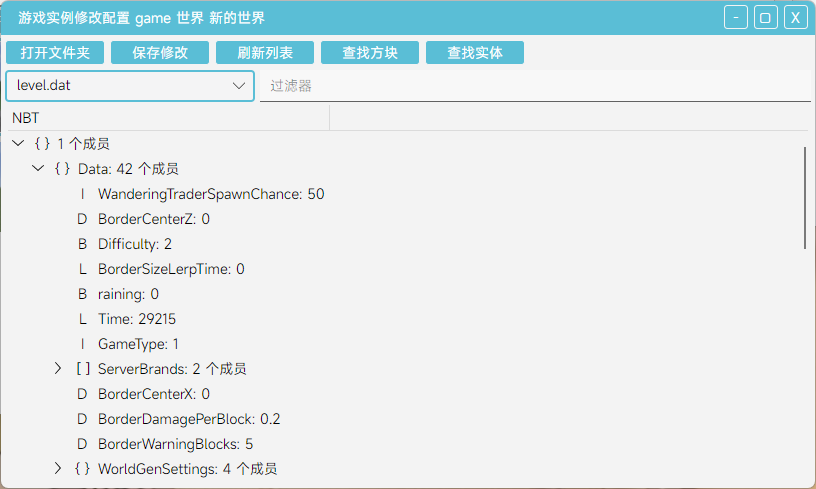 游戏实例修改配置 game 世界 新的世界 - ▢ X
打开文件夹 保存修改 刷新列表 查找方块 查找实体
level.dat 过滤器
NBT
{ } 1 个成员
{ } Data: 42 个成员
I WanderingTraderSpawnChance: 50
D BorderCenterZ: 0
B Difficulty: 2
L BorderSizeLerpTime: 0
B raining: 0
L Time: 29215
I GameType: 1
[ ] ServerBrands: 2 个成员
D BorderCenterX: 0
D BorderDamagePerBlock: 0.2
D BorderWarningBlocks: 5
{ } WorldGenSettings: 4 个成员